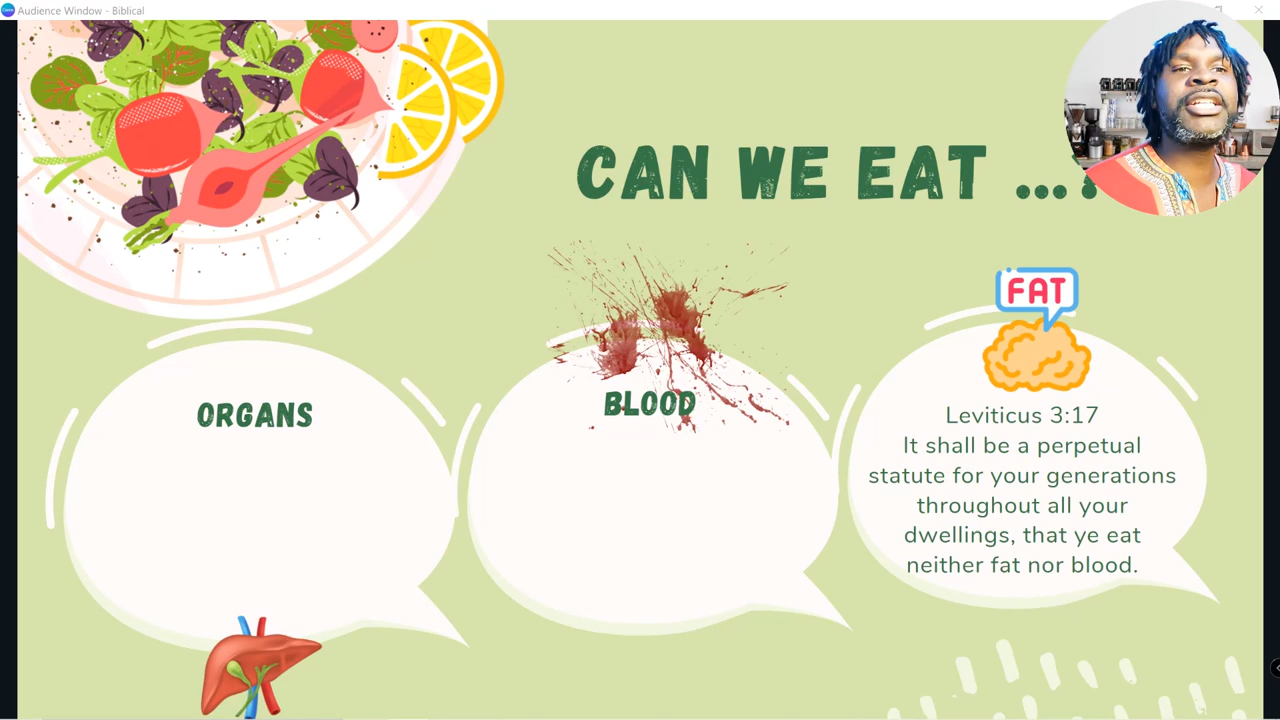 Audience Window - Biblical
CAN WE EAT ...?
FAT
ORGANS
BLOOD
Leviticus 3:17
It shall be a perpetual
statute for your generations
throughout all your
dwellings, that ye eat
neither fat nor blood.